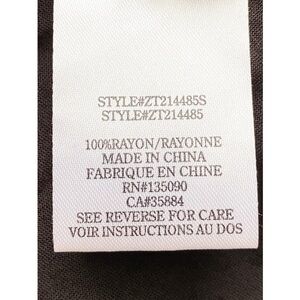 STYLE#ZT214485S
STYLE#ZT214485
100%RAYON/RAYONNE
MADE IN CHINA
FABRIQUE EN CHINE
RN#135090
CA#35884
SEE REVERSE FOR CARE
VOIR INSTRUCTIONS AU DOS